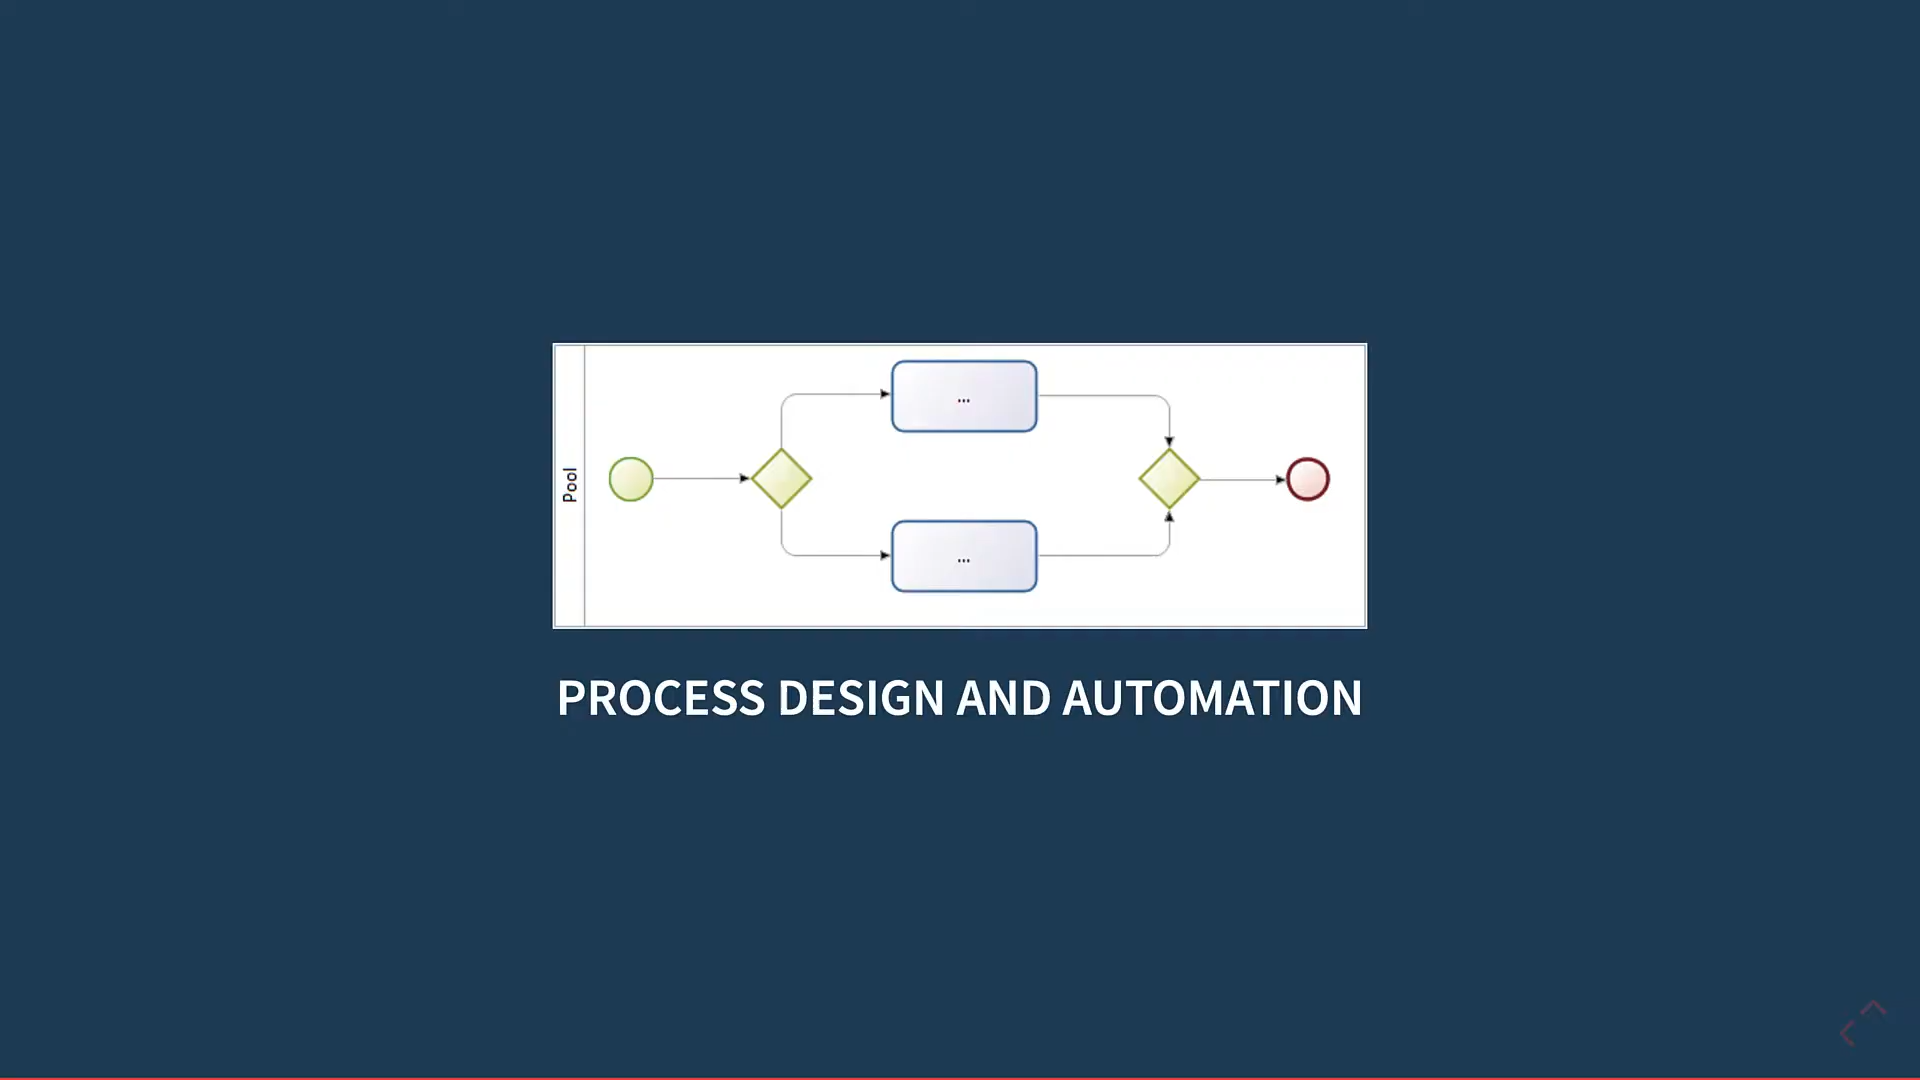 Pool
...
...
PROCESS DESIGN AND AUTOMATION